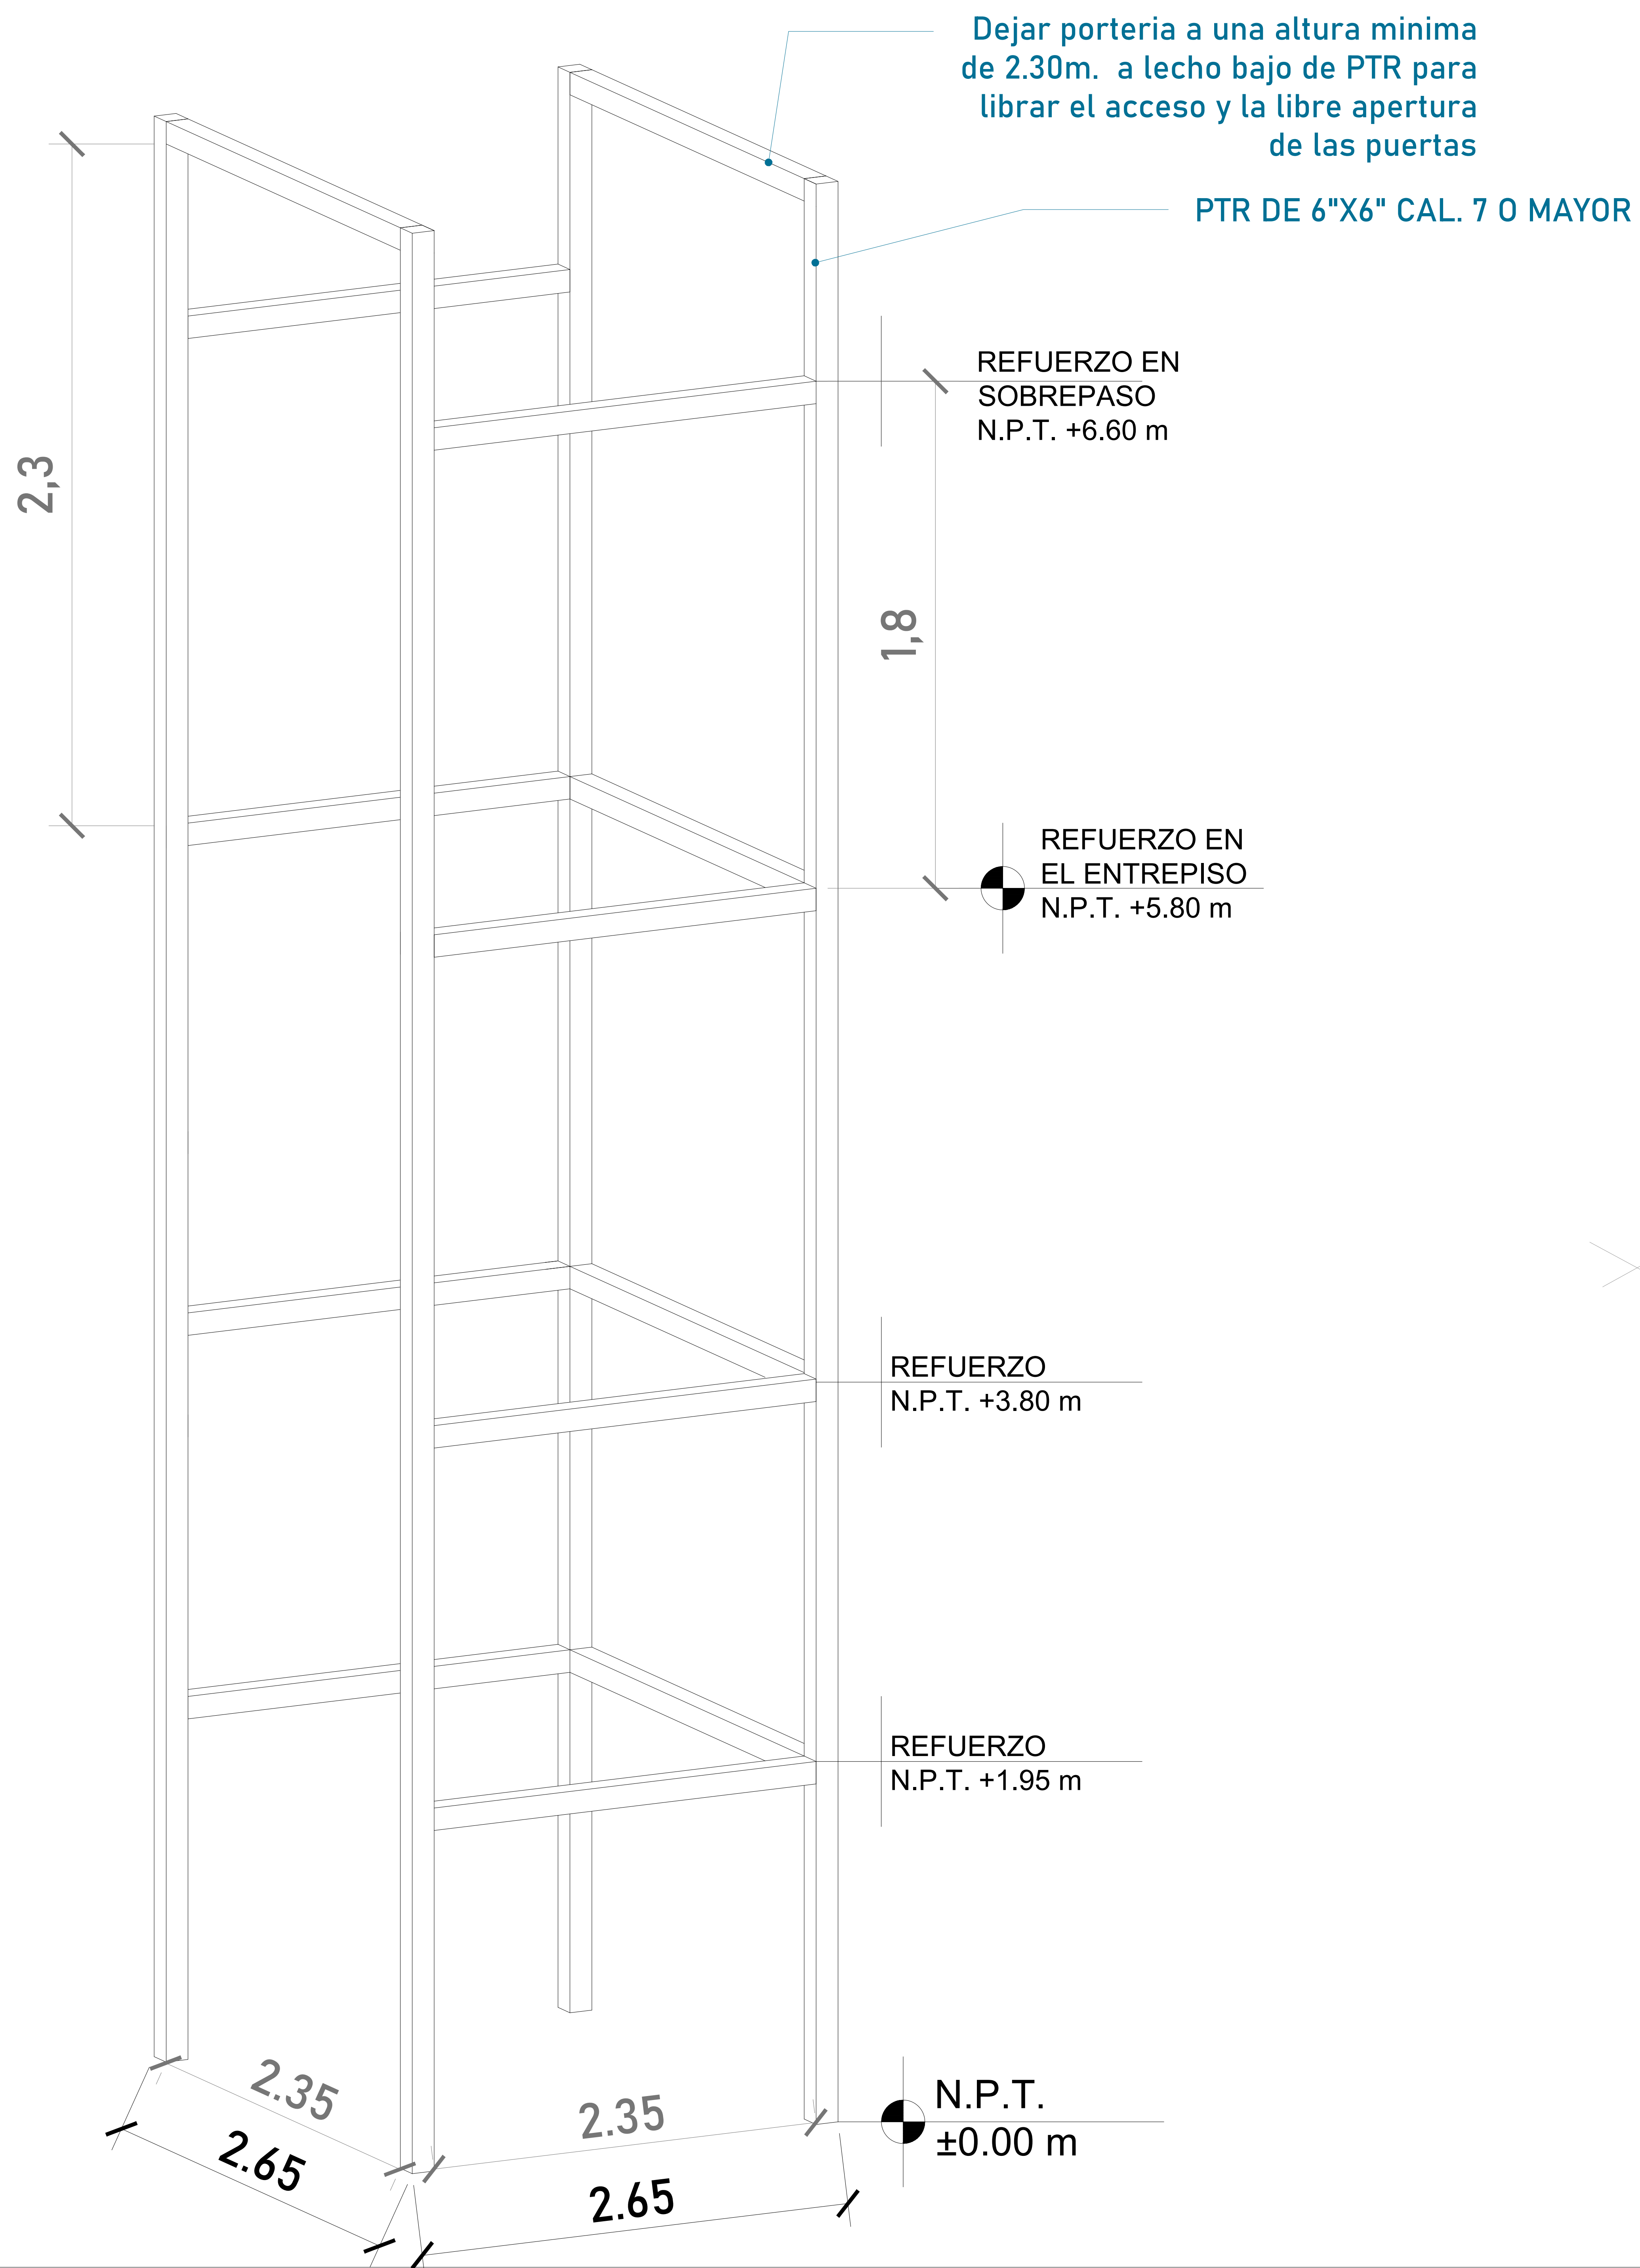 Dejar porteria a una altura minima
de 2.30m. a lecho bajo de PTR para
librar el acceso y la libre apertura
de las puertas
PTR DE 6"X6" CAL. 7 O MAYOR
REFUERZO EN
SOBREPASO
N.P.T. +6.60 m
2,3
1,8
REFUERZO EN
EL ENTREPISO
N.P.T. +5.80 m
REFUERZO
N.P.T. +3.80 m
REFUERZO
N.P.T. +1.95 m
2.35
2.65
2.35
2.65
N.P.T.
±0.00 m